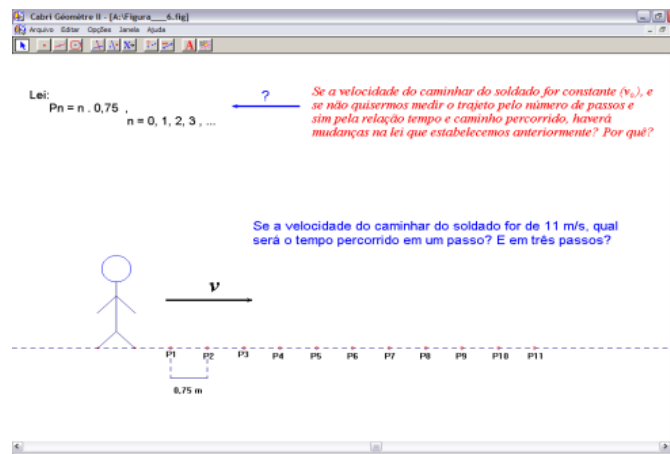 Cabri Géomètre II - [A:\Figura___6.fig]
Arquivo Editar Opções Janela Ajuda
Lei:
Pn = n . 0,75 ,
n = 0, 1, 2, 3 , ...
?
Se a velocidade do caminhar do soldado for constante (v₀), e
se não quisermos medir o trajeto pelo número de passos e
sim pela relação tempo e caminho percorrido, haverá
mudanças na lei que estabelecemos anteriormente? Por quê?
Se a velocidade do caminhar do soldado for de 11 m/s, qual
será o tempo percorrido em um passo? E em três passos?
v
P1 P2 P3 P4 P5 P6 P7 P8 P9 P10 P11
0,75 m